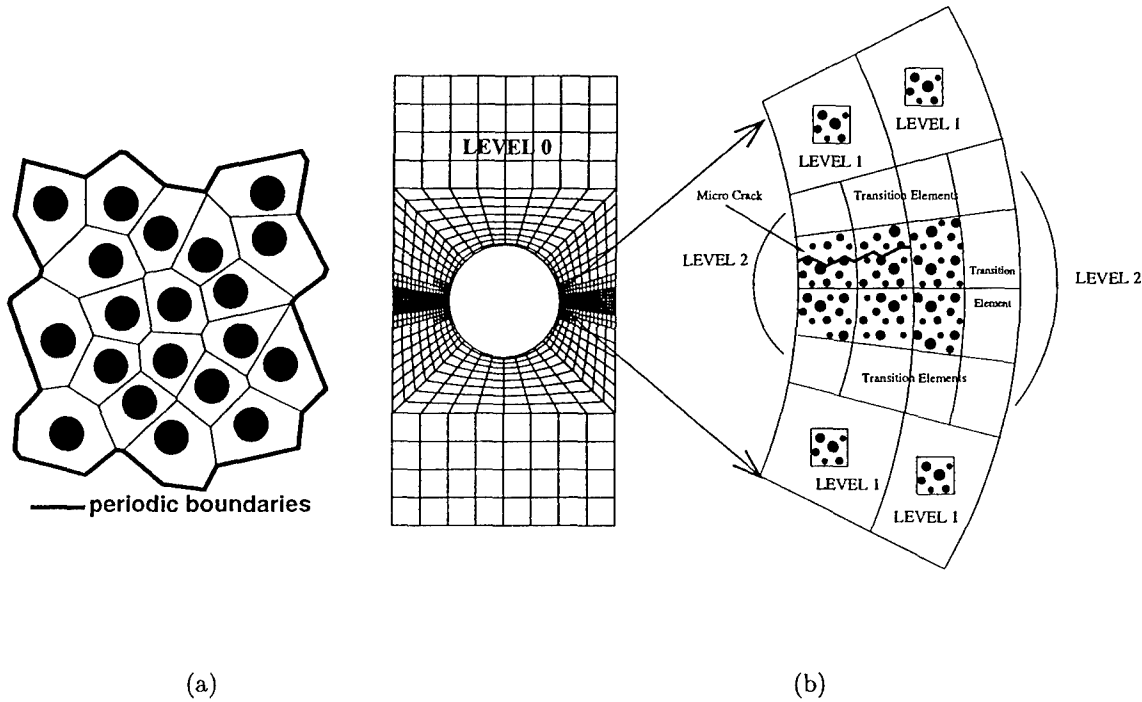 periodic boundaries
(a)
LEVEL 0
LEVEL 1
LEVEL 1
Micro Crack
Transition Elements
LEVEL 2
Transition
Element
LEVEL 2
Transition Elements
LEVEL 1
LEVEL 1
(b)